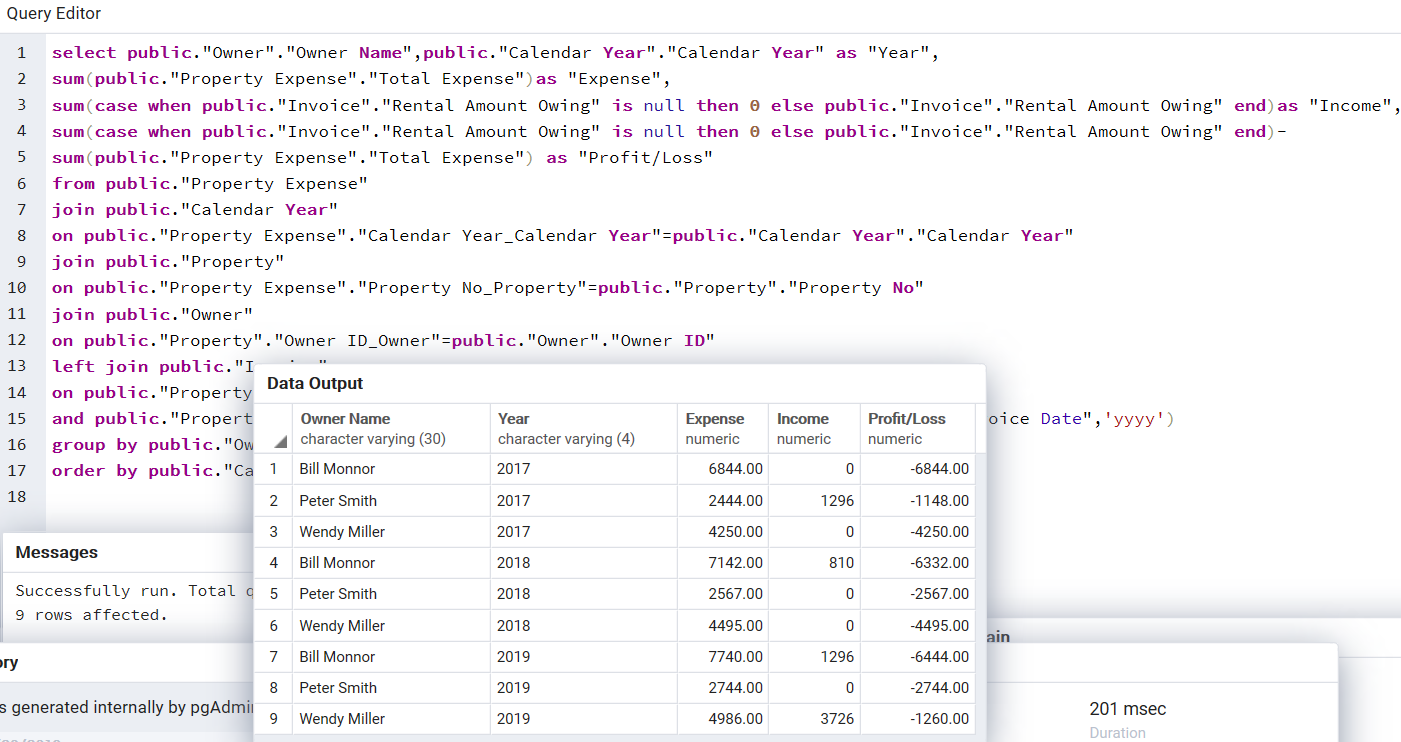 Query Editor
1 select public."Owner"."Owner Name",public."Calendar Year"."Calendar Year" as "Year",
2 sum(public."Property Expense"."Total Expense")as "Expense",
3 sum(case when public."Invoice"."Rental Amount Owing" is null then 0 else public."Invoice"."Rental Amount Owing" end)as "Income",
4 sum(case when public."Invoice"."Rental Amount Owing" is null then 0 else public."Invoice"."Rental Amount Owing" end)-
5 sum(public."Property Expense"."Total Expense") as "Profit/Loss"
6 from public."Property Expense"
7 join public."Calendar Year"
8 on public."Property Expense"."Calendar Year_Calendar Year"=public."Calendar Year"."Calendar Year"
9 join public."Property"
10 on public."Property Expense"."Property No_Property"=public."Property"."Property No"
11 join public."Owner"
12 on public."Property"."Owner ID_Owner"=public."Owner"."Owner ID"
13 left join public."
14 on public."Property
15 and public."Propert oice Date",'yyyy')
16 group by public."Ow
17 order by public."Ca
18
Data Output
Owner Name Year Expense Income Profit/Loss
character varying (30) character varying (4) numeric numeric numeric
1 Bill Monnor 2017 6844.00 0 -6844.00
2 Peter Smith 2017 2444.00 1296 -1148.00
3 Wendy Miller 2017 4250.00 0 -4250.00
4 Bill Monnor 2018 7142.00 810 -6332.00
5 Peter Smith 2018 2567.00 0 -2567.00
6 Wendy Miller 2018 4495.00 0 -4495.00
7 Bill Monnor 2019 7740.00 1296 -6444.00
8 Peter Smith 2019 2744.00 0 -2744.00
9 Wendy Miller 2019 4986.00 3726 -1260.00
Messages
Successfully run. Total q
9 rows affected.
ory
ain
s generated internally by pgAdmi
201 msec
Duration